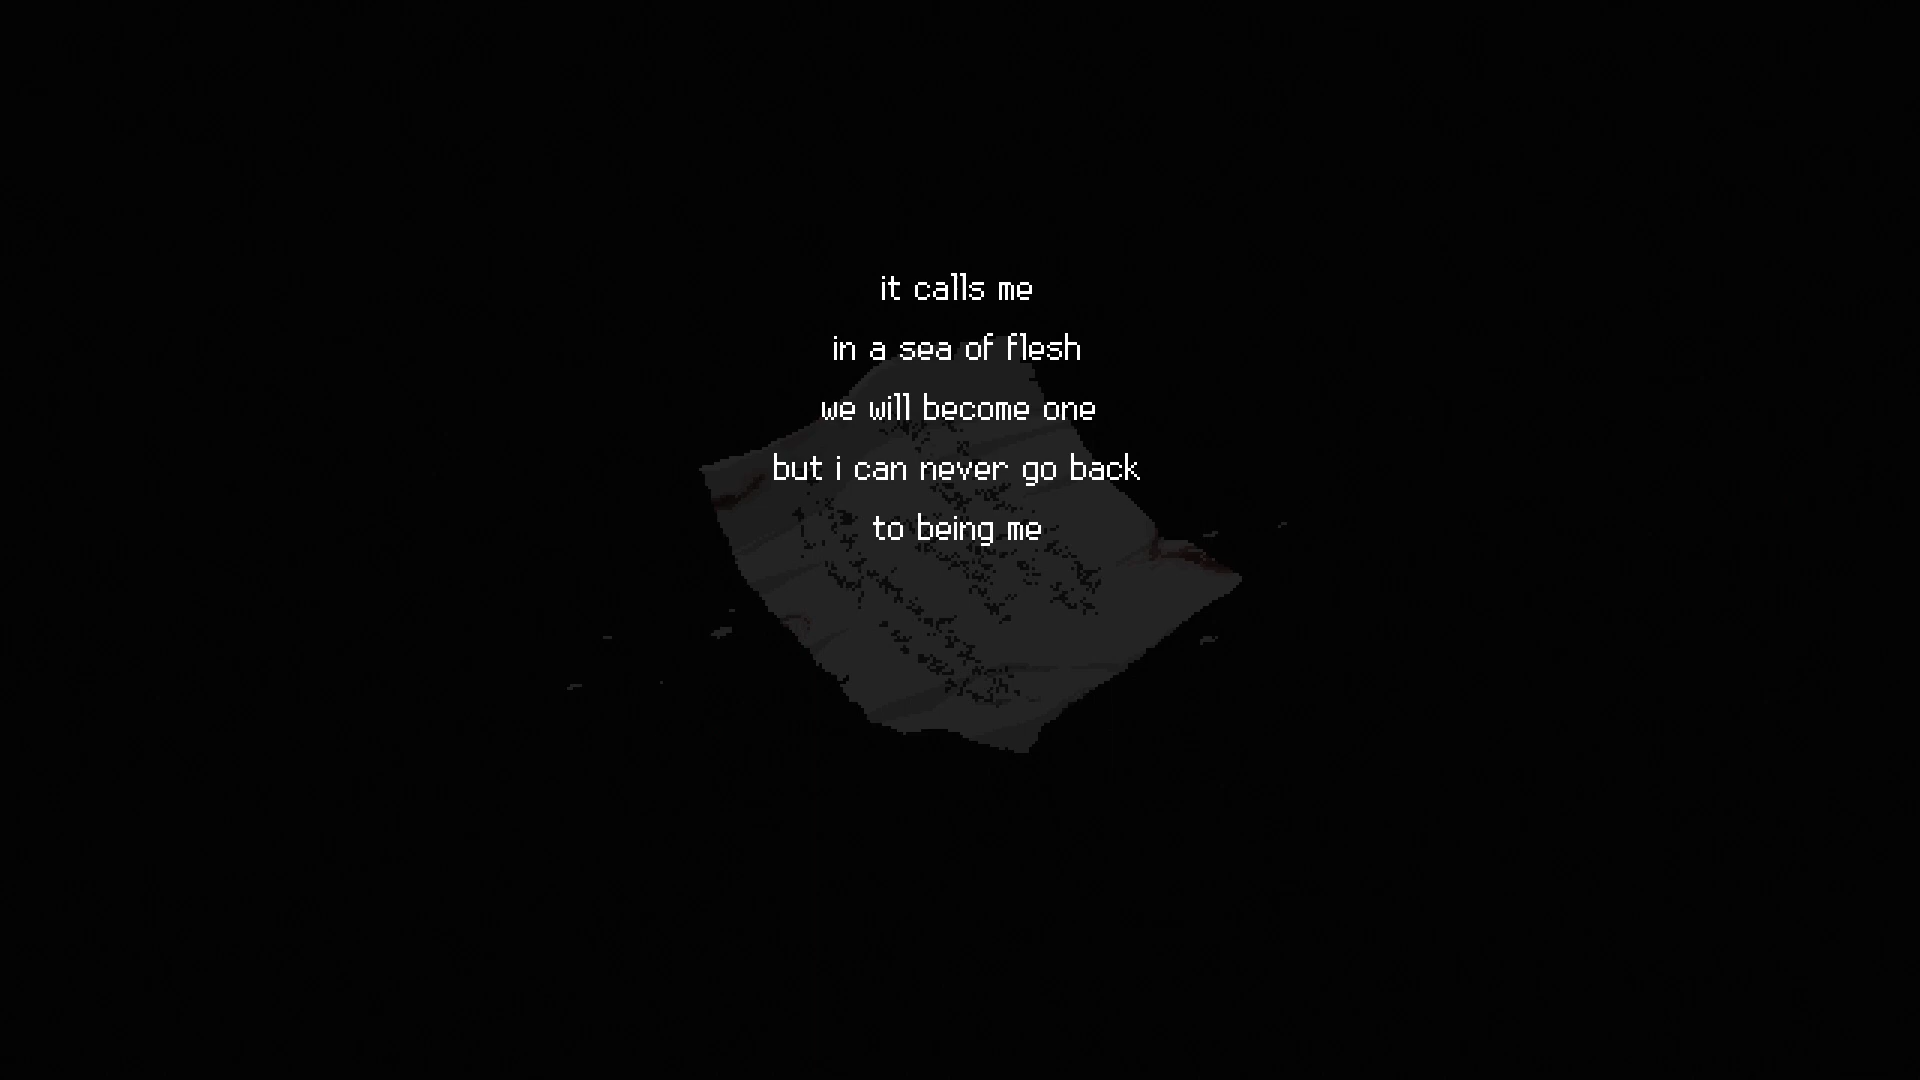 it calls me
in a sea of flesh
we will become one
but i can never go back
to being me